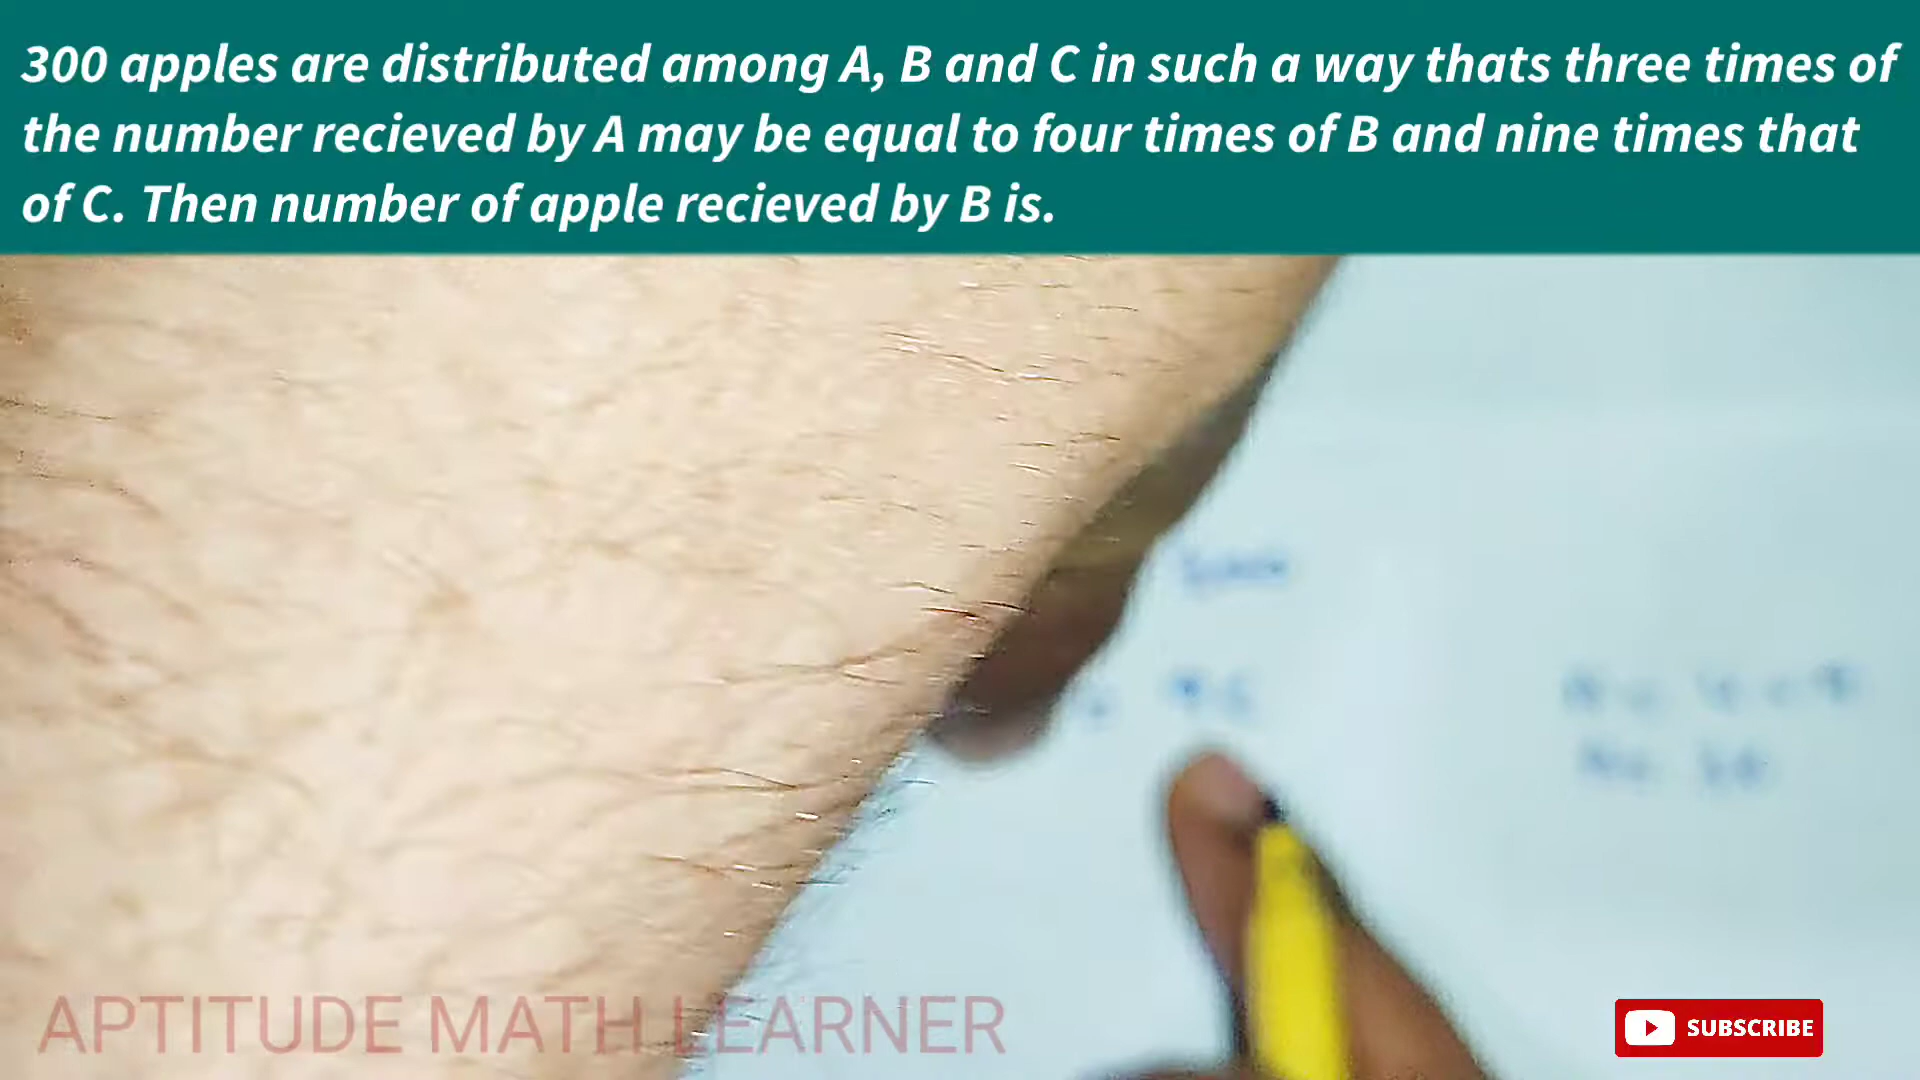 300 apples are distributed among A, B and C in such a way thats three times of
the number recieved by A may be equal to four times of B and nine times that
of C. Then number of apple recieved by B is.
APTITUDE MATH LEARNER
SUBSCRIBE